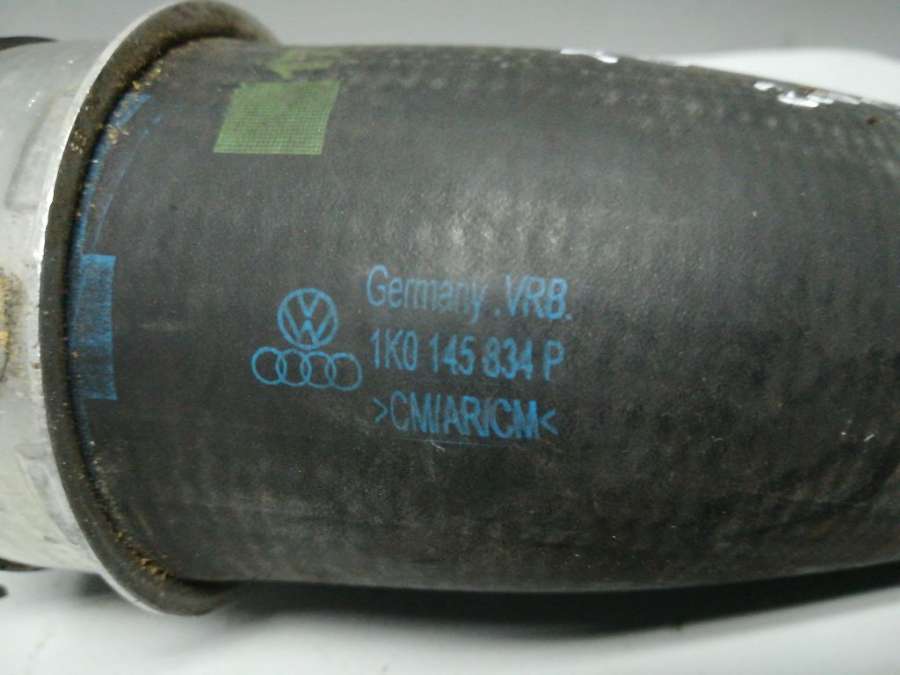 Germany .VRB.
1K0 145 834 P
>CM/AR/CM<